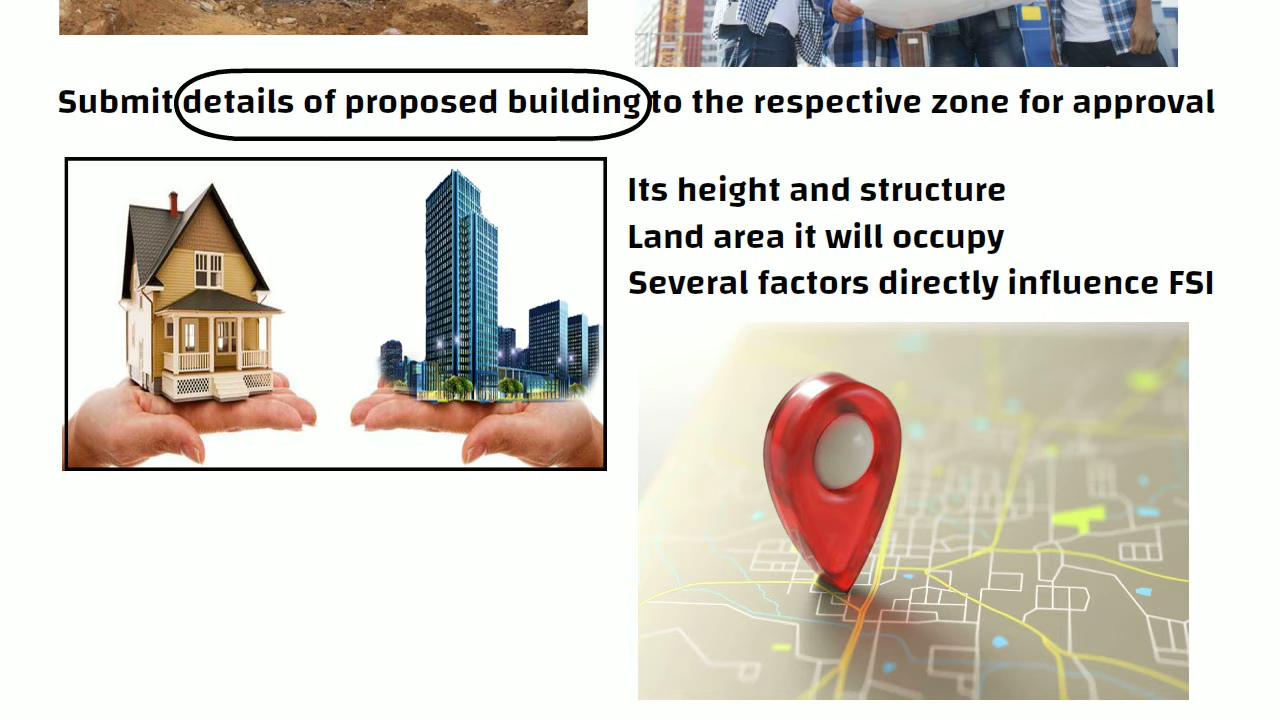 Submit details of proposed building to the respective zone for approval
Its height and structure
Land area it will occupy
Several factors directly influence FSI